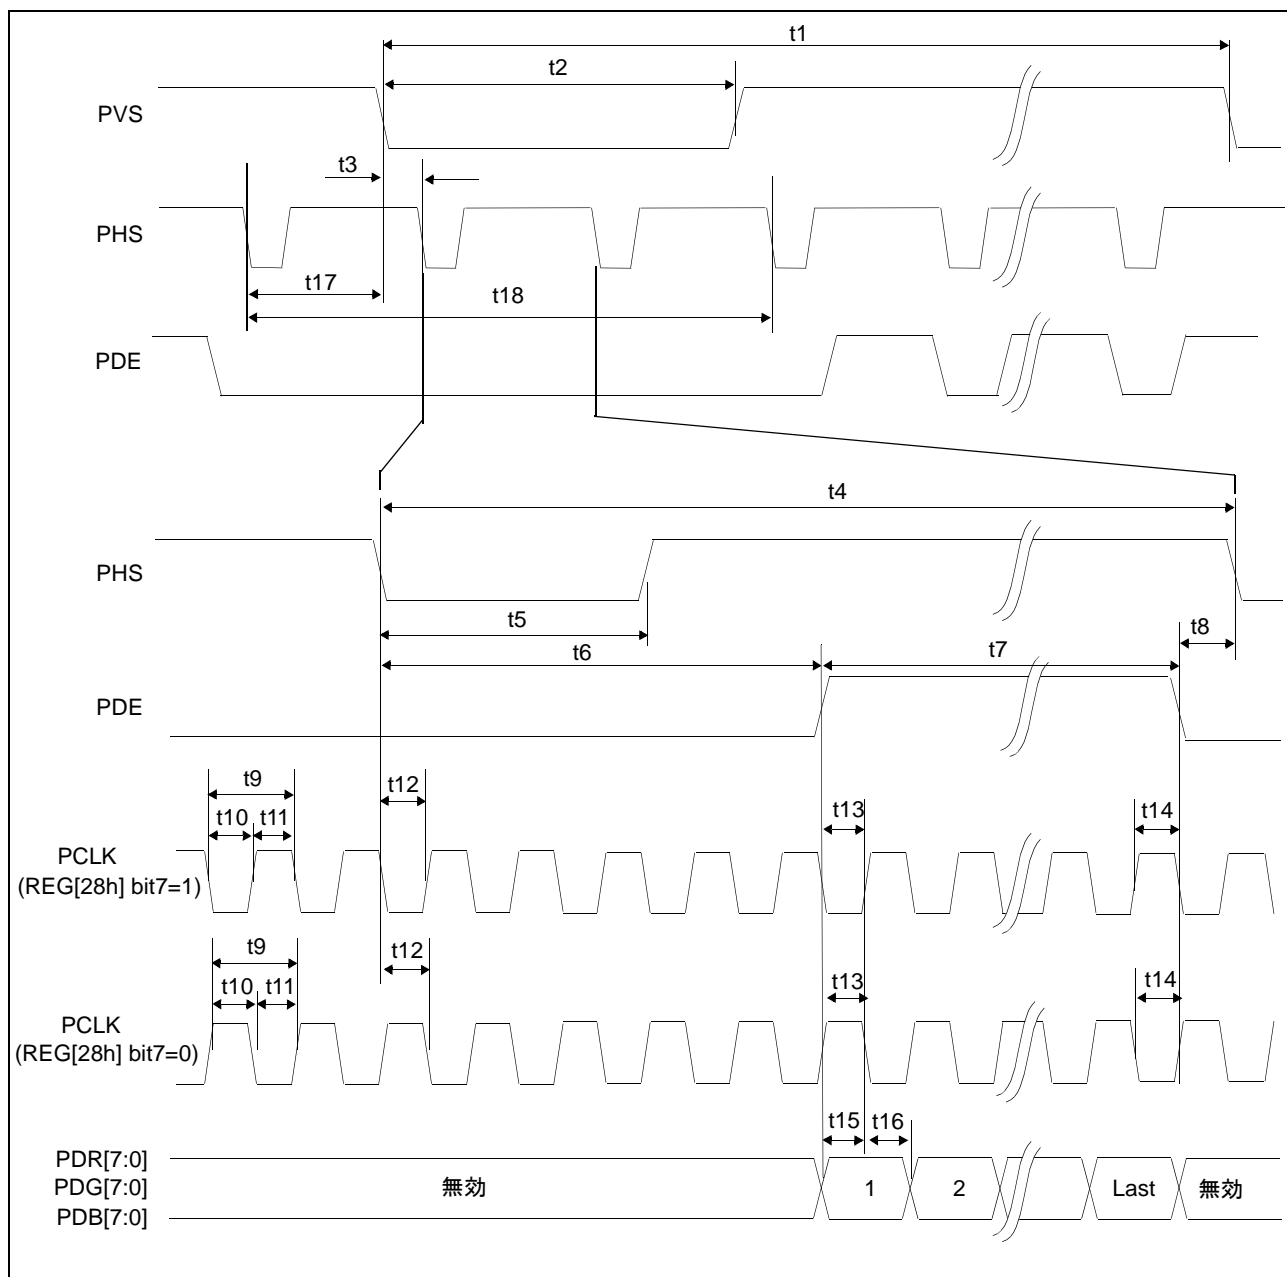 t1
t2
PVS
t3
PHS
t17
t18
PDE
t4
PHS
t5
t8
t6
t7
PDE
t9
t12
t10
t11
t13
t14
PCLK
(REG[28h] bit7=1)
t9
t12
t10
t11
t13
t14
PCLK
(REG[28h] bit7=0)
t15
t16
PDR[7:0]
PDG[7:0]
無効
1
2
Last
無効
PDB[7:0]